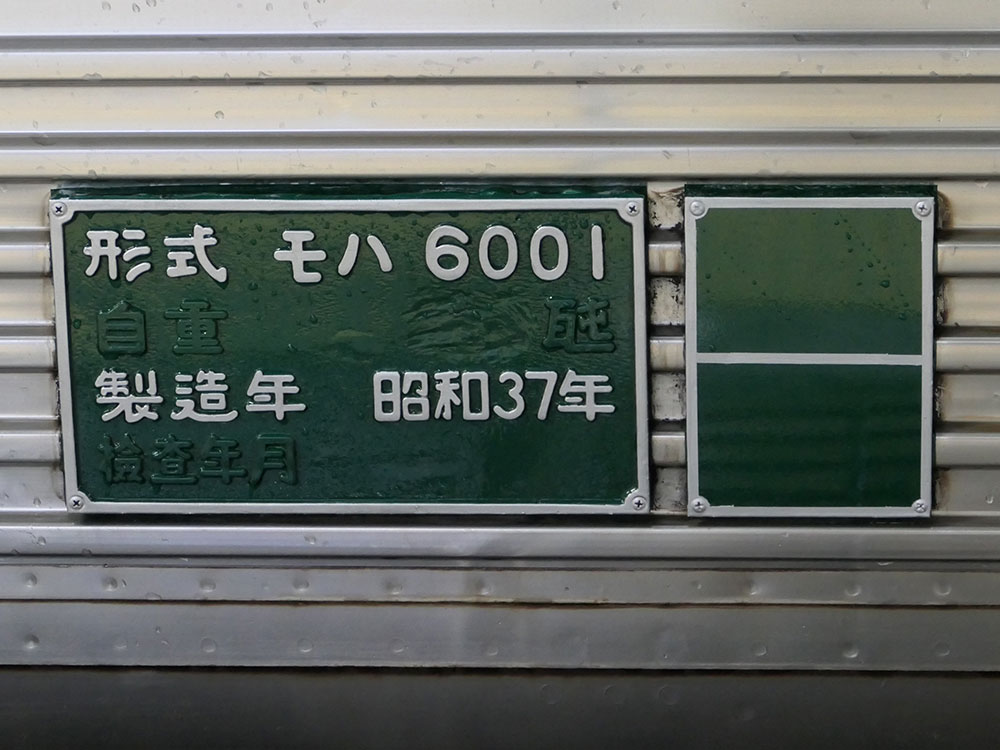 形式 モハ 6001
自重 瓲
製造年 昭和37年
検査年月